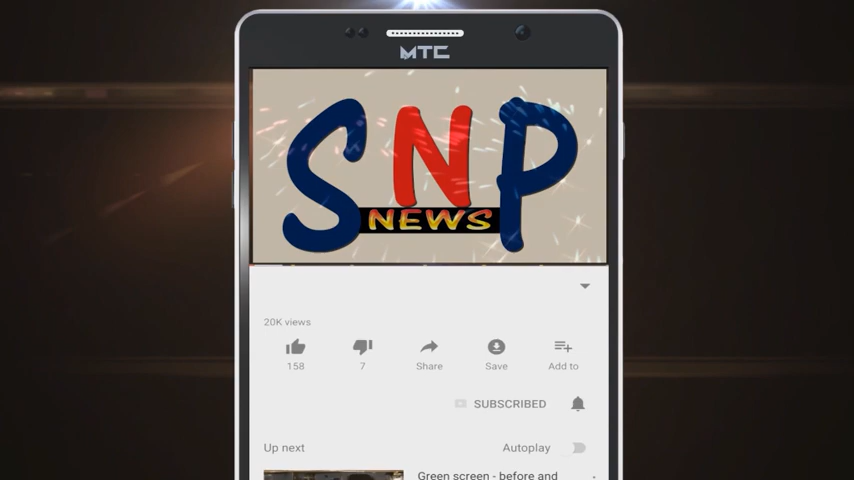 MTC
SNP
NEWS
20K views
158
7
Share
Save
Add to
SUBSCRIBED
Up next
Autoplay
Green screen - before and